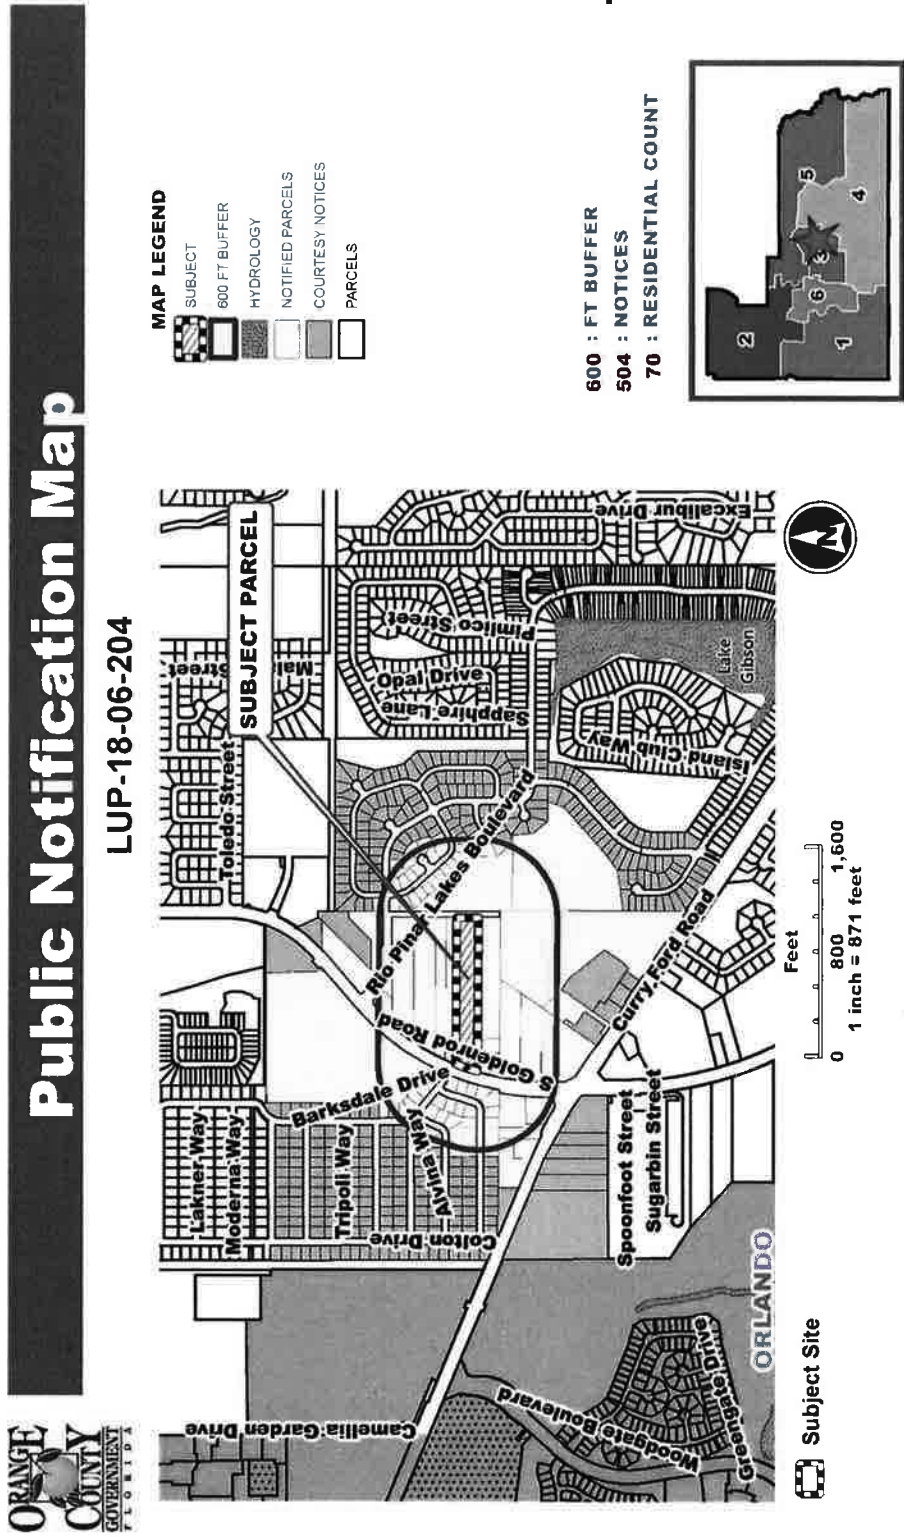 ORANGE
COUNTY
GOVERNMENT
FLORIDA
Public Notification Map
LUP-18-06-204
SUBJECT PARCEL
Camellia Garden Drive
Lakner Way
Moderna Way
Tripoli Way
Colton Drive
Barksdale Drive
Alvina Way
S Goldenrod Road
Rio Pinar Lakes Boulevard
Toledo Street
Opal Drive
Sapphire Lane
Pimlico Street
Island Club Way
Lake
Gibson
Excalibur Drive
Curry Ford Road
Spoonfoot Street
Sugarbin Street
Woodgate Boulevard
Greengate Drive
ORLANDO
MAP LEGEND
SUBJECT
600 FT BUFFER
HYDROLOGY
NOTIFIED PARCELS
COURTESY NOTICES
PARCELS
600 : FT BUFFER
504 : NOTICES
70 : RESIDENTIAL COUNT
2
5
3
6
1
4
Subject Site
Feet
0 800 1,600
1 inch = 871 feet
N